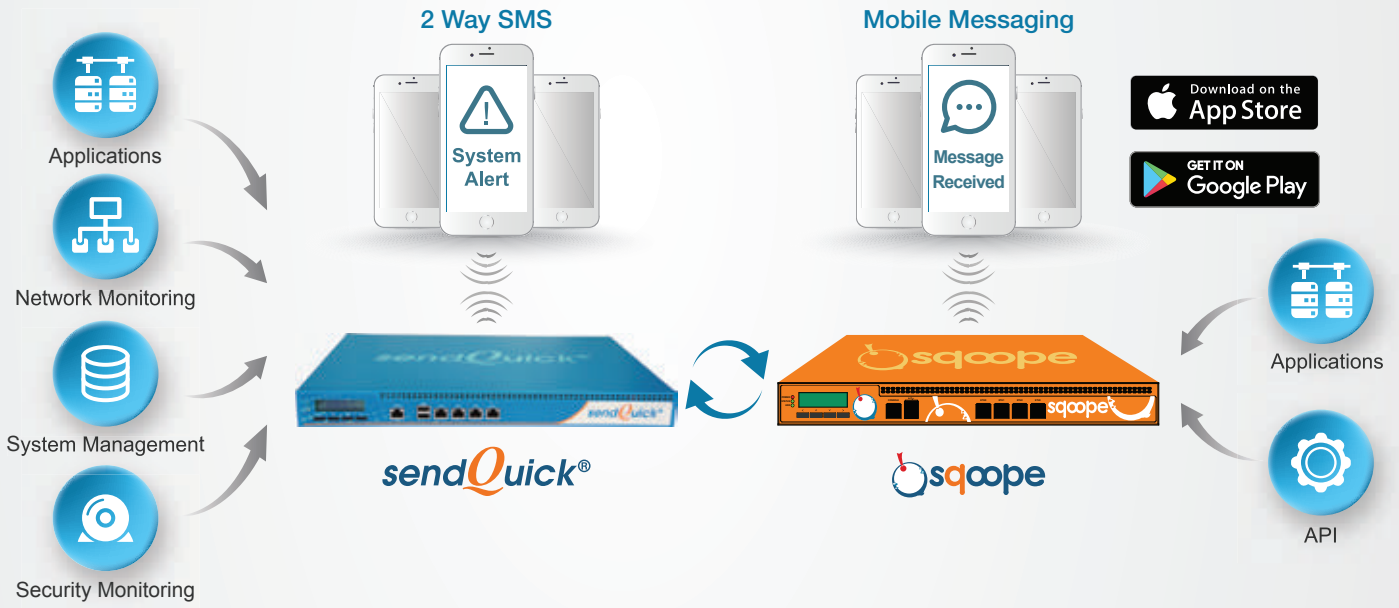 2 Way SMS
Mobile Messaging
Applications
Network Monitoring
System Management
Security Monitoring
System
Alert
Message
Received
Download on the
App Store
GET IT ON
Google Play
Applications
API
sendQuick®
sendQuick®
sendQuick®
sqoope
sqoope
sqoope